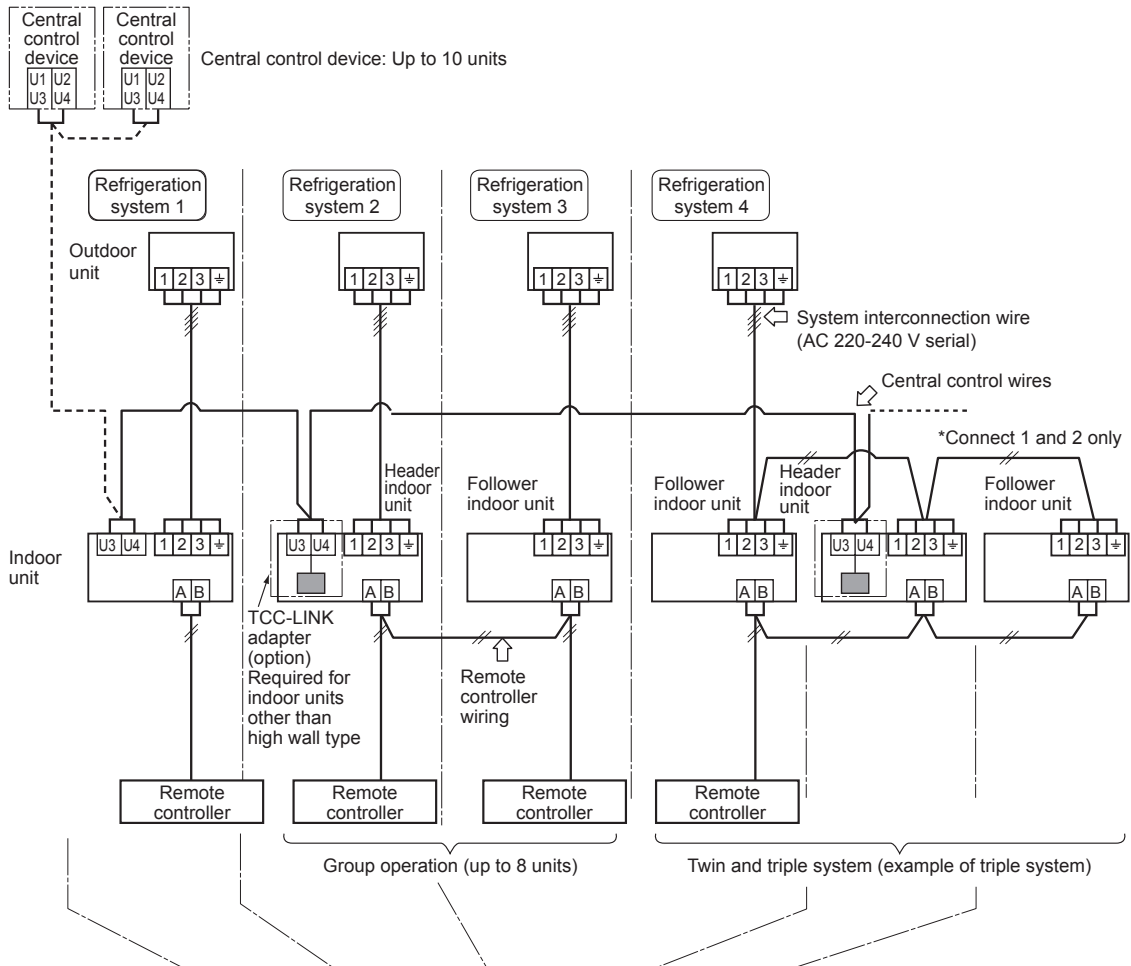 Central
control
device
U1 U2
U3 U4
Central
control
device
U1 U2
U3 U4
Central control device: Up to 10 units
Refrigeration
system 1
Refrigeration
system 2
Refrigeration
system 3
Refrigeration
system 4
Outdoor
unit
1 2 3 ⏚
1 2 3 ⏚
1 2 3 ⏚
1 2 3 ⏚
System interconnection wire
(AC 220-240 V serial)
Central control wires
*Connect 1 and 2 only
Header
indoor
unit
Follower
indoor unit
Follower
indoor unit
Header
indoor
unit
Follower
indoor unit
Indoor
unit
U3 U4 1 2 3 ⏚
A B
U3 U4 1 2 3 ⏚
A B
1 2 3 ⏚
A B
1 2 3 ⏚
A B
U3 U4 1 2 3 ⏚
A B
1 2 3 ⏚
A B
TCC-LINK
adapter
(option)
Required for
indoor units
other than
high wall type
Remote
controller
wiring
Remote
controller
Remote
controller
Remote
controller
Remote
controller
Group operation (up to 8 units)
Twin and triple system (example of triple system)